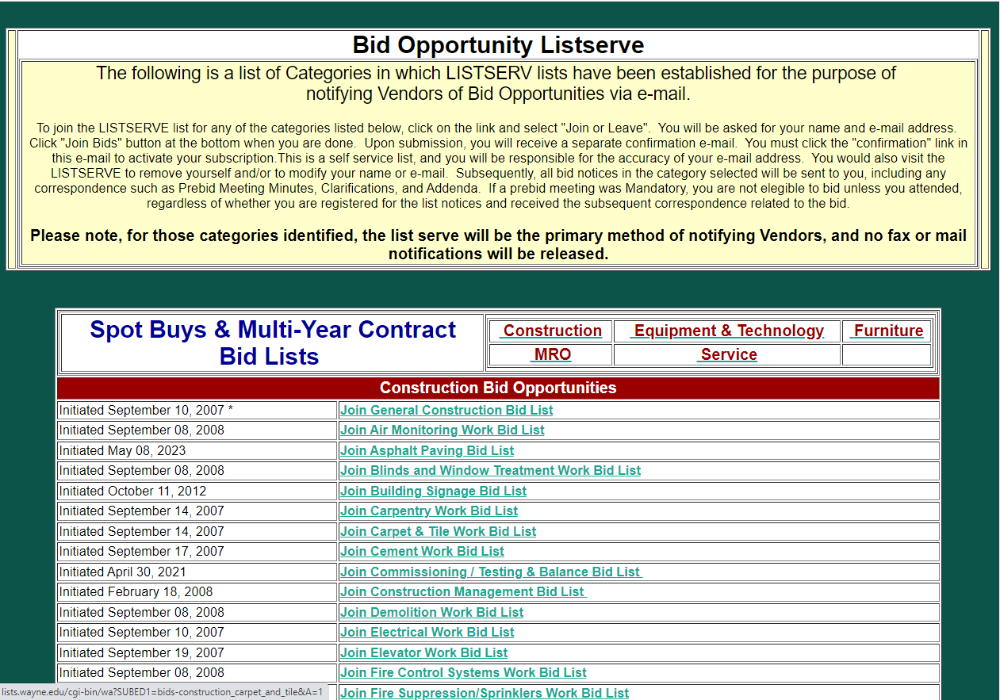 Bid Opportunity Listserve
The following is a list of Categories in which LISTSERV lists have been established for the purpose of
notifying Vendors of Bid Opportunities via e-mail.
To join the LISTSERVE list for any of the categories listed below, click on the link and select "Join or Leave".  You will be asked for your name and e-mail address.
Click "Join Bids" button at the bottom when you are done.  Upon submission, you will receive a separate confirmation e-mail.  You must click the "confirmation" link in
this e-mail to activate your subscription.This is a self service list, and you will be responsible for the accuracy of your e-mail address.  You would also visit the
LISTSERVE to remove yourself and/or to modify your name or e-mail.  Subsequently, all bid notices in the category selected will be sent to you, including any
correspondence such as Prebid Meeting Minutes, Clarifications, and Addenda.  If a prebid meeting was Mandatory, you are not elegible to bid unless you attended,
regardless of whether you are registered for the list notices and received the subsequent correspondence related to the bid.
Please note, for those categories identified, the list serve will be the primary method of notifying Vendors, and no fax or mail
notifications will be released.
Spot Buys & Multi-Year Contract
Bid Lists
Construction Equipment & Technology Furniture
MRO Service
Construction Bid Opportunities
Initiated September 10, 2007 * Join General Construction Bid List
Initiated September 08, 2008 Join Air Monitoring Work Bid List
Initiated May 08, 2023 Join Asphalt Paving Bid List
Initiated September 08, 2008 Join Blinds and Window Treatment Work Bid List
Initiated October 11, 2012 Join Building Signage Bid List
Initiated September 14, 2007 Join Carpentry Work Bid List
Initiated September 14, 2007 Join Carpet & Tile Work Bid List
Initiated September 17, 2007 Join Cement Work Bid List
Initiated April 30, 2021 Join Commissioning / Testing & Balance Bid List
Initiated February 18, 2008 Join Construction Management Bid List
Initiated September 08, 2008 Join Demolition Work Bid List
Initiated September 10, 2007 Join Electrical Work Bid List
Initiated September 19, 2007 Join Elevator Work Bid List
Initiated September 08, 2008 Join Fire Control Systems Work Bid List
Join Fire Suppression/Sprinklers Work Bid List
lists.wayne.edu/cgi-bin/wa?SUBED1=bids-construction_carpet_and_tile&A=1